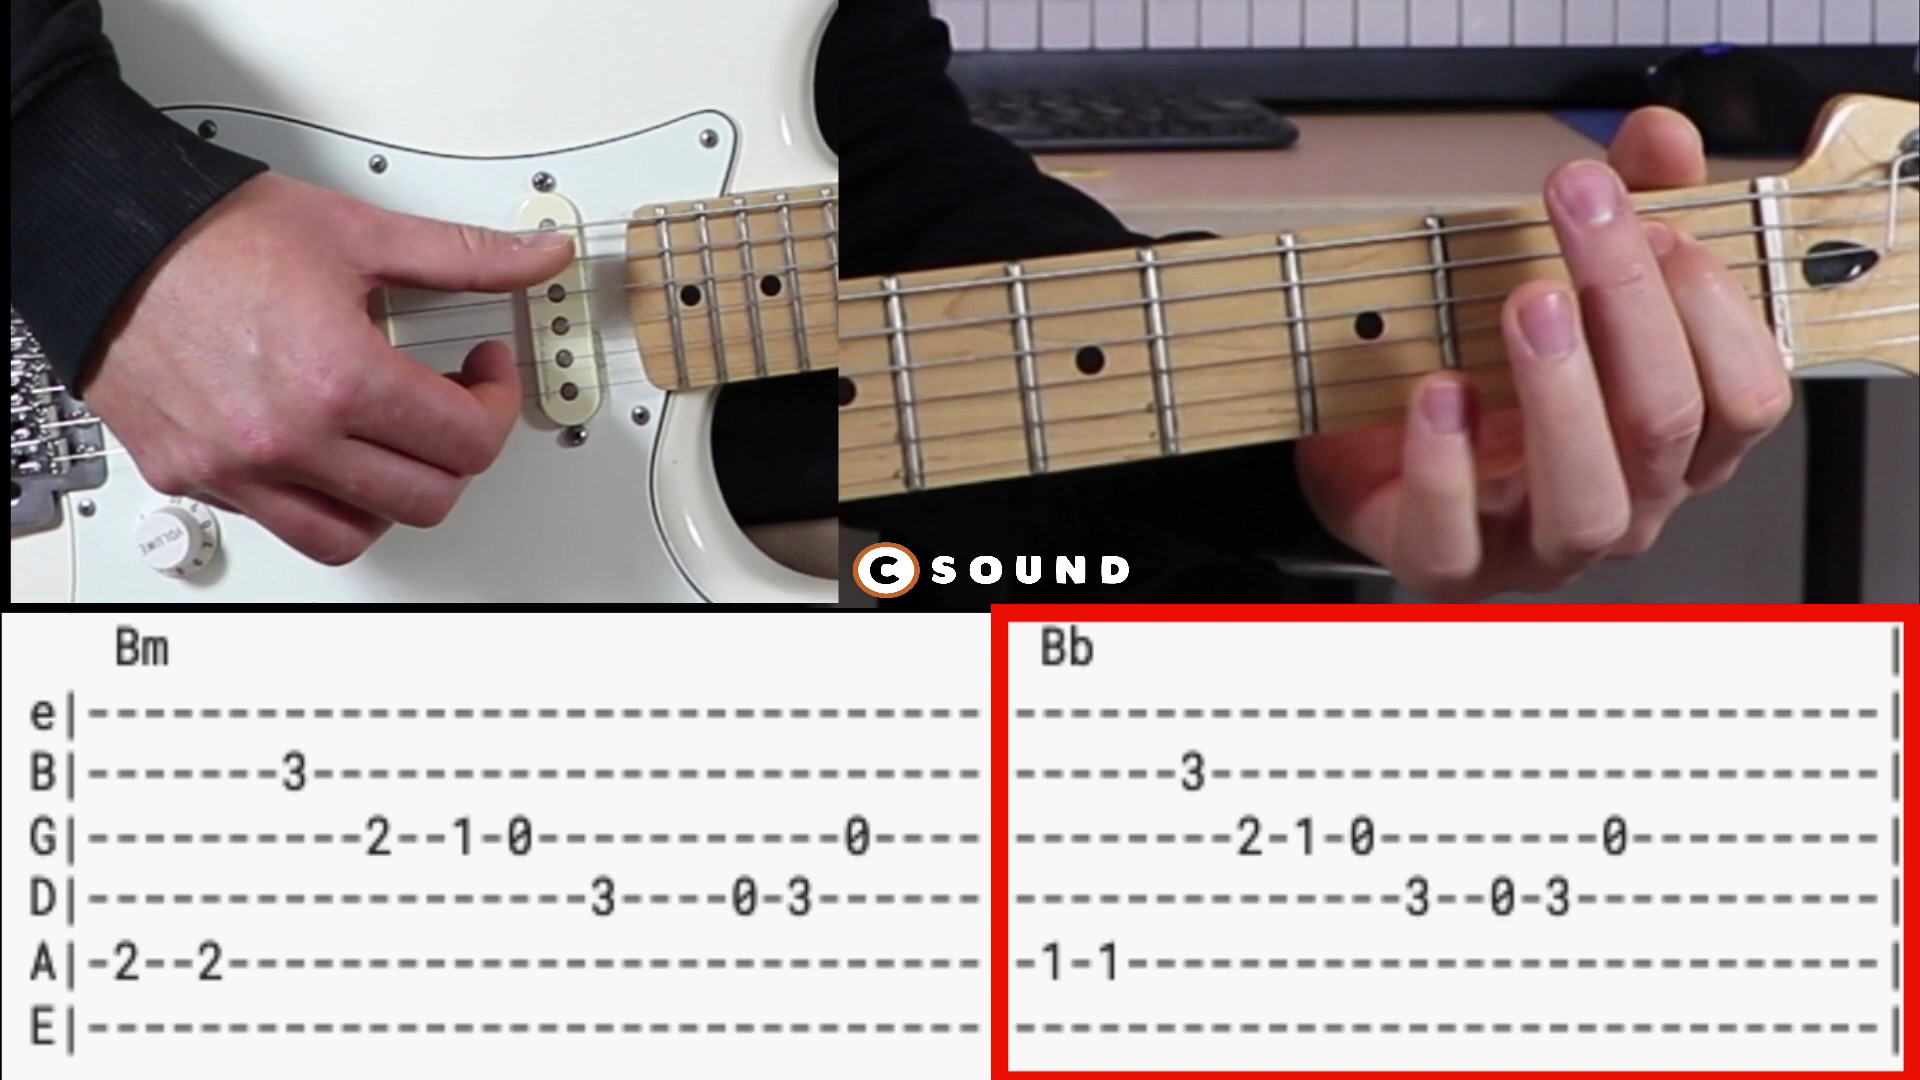 VOLUME
C SOUND
Bm Bb
e|--------------------------------|-------------------------------|
B|-------3------------------------|------3------------------------|
G|----------2--1-0-----------0----|--------2-1-0--------0---------|
D|------------------3----0-3------|--------------3--0-3-----------|
A|-2--2---------------------------|-1-1---------------------------|
E|--------------------------------|-------------------------------|